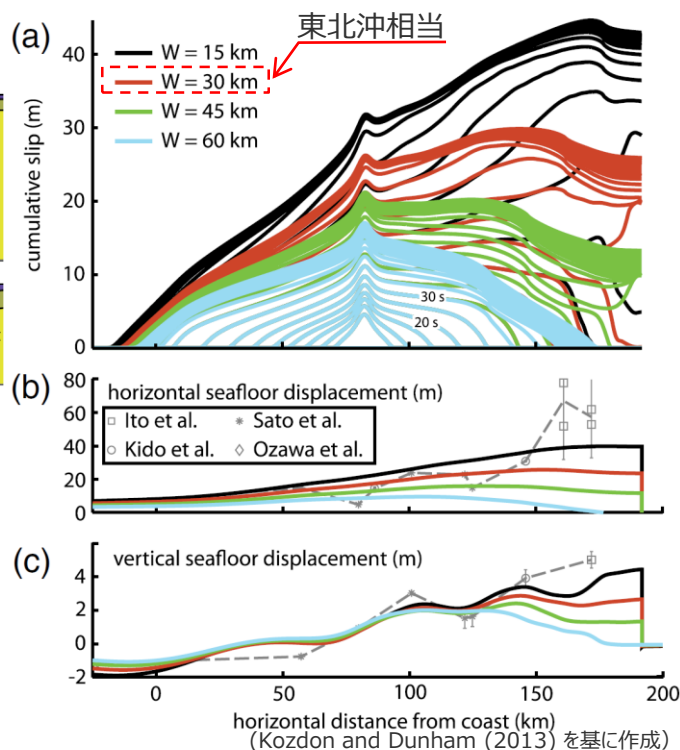 (a)
東北沖相当
W = 15 km
W = 30 km
W = 45 km
W = 60 km
cumulative slip (m)
40
30
20
10
0
30 s
20 s
(b)
horizontal seafloor displacement (m)
80
60
40
20
0
Ito et al.
Sato et al.
Kido et al.
Ozawa et al.
(c)
vertical seafloor displacement (m)
4
2
0
-2
0 50 100 150 200
horizontal distance from coast (km)
(Kozdon and Dunham (2013) を基に作成)